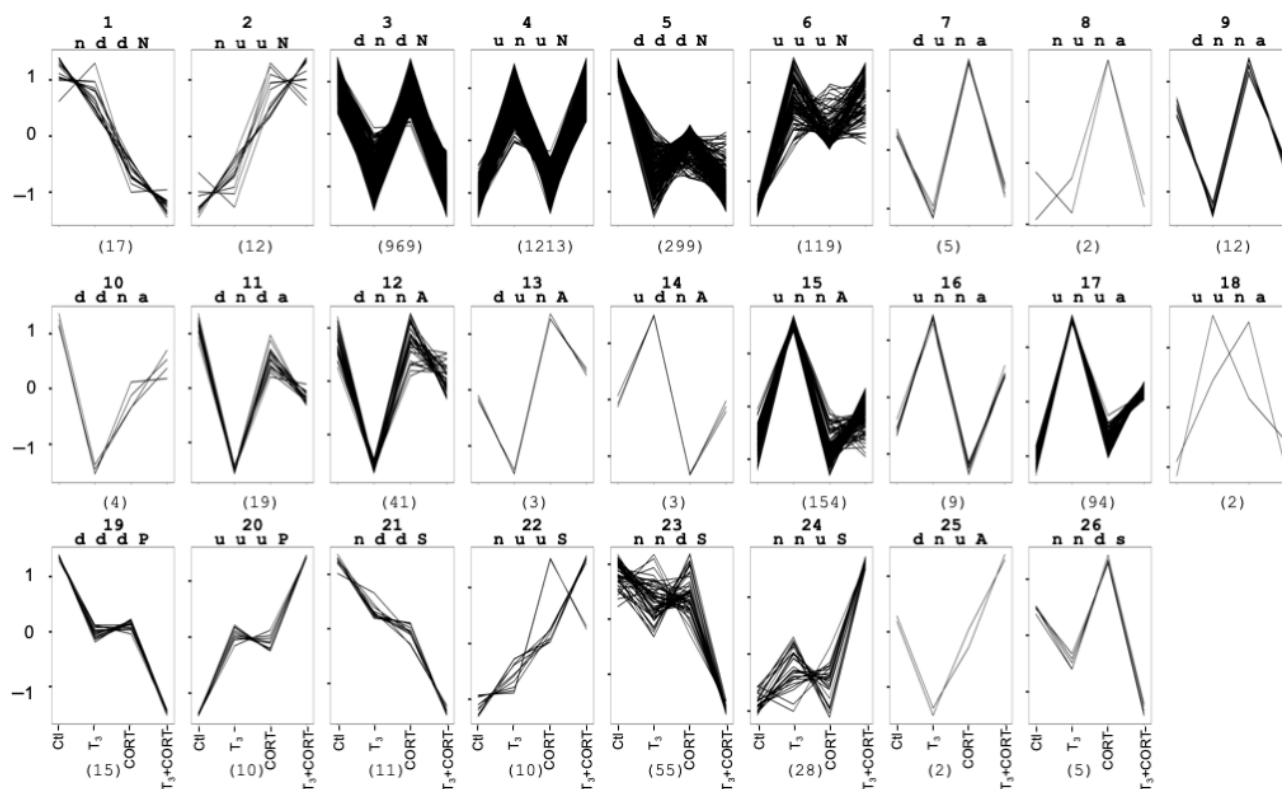 1 2 3 4 5 6 7 8 9
n d d N n u u N d n d N u n u N d d d N u u u N d u n a n u n a d n n a
1
0
−1
(17) (12) (969) (1213) (299) (119) (5) (2) (12)
10 11 12 13 14 15 16 17 18
d d n a d n d a d n n A d u n A u d n A u n n A u n n a u n u a u u n a
1
0
−1
(4) (19) (41) (3) (3) (154) (9) (94) (2)
19 20 21 22 23 24 25 26
d d d P u u u P n d d S n u u S n n d S n n u S d n u A n n d s
1
0
−1
Ctl T₃ CORT T₃+CORT Ctl T₃ CORT T₃+CORT Ctl T₃ CORT T₃+CORT Ctl T₃ CORT T₃+CORT Ctl T₃ CORT T₃+CORT Ctl T₃ CORT T₃+CORT Ctl T₃ CORT T₃+CORT Ctl T₃ CORT T₃+CORT
(15) (10) (11) (10) (55) (28) (2) (5)